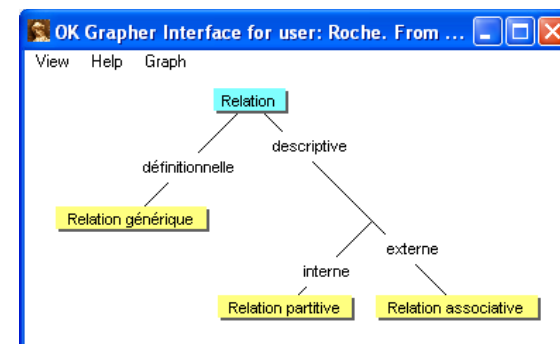 OK Grapher Interface for user: Roche. From ...
View Help Graph
Relation
descriptive
définitionnelle
Relation générique
externe
interne
Relation partitive Relation associative